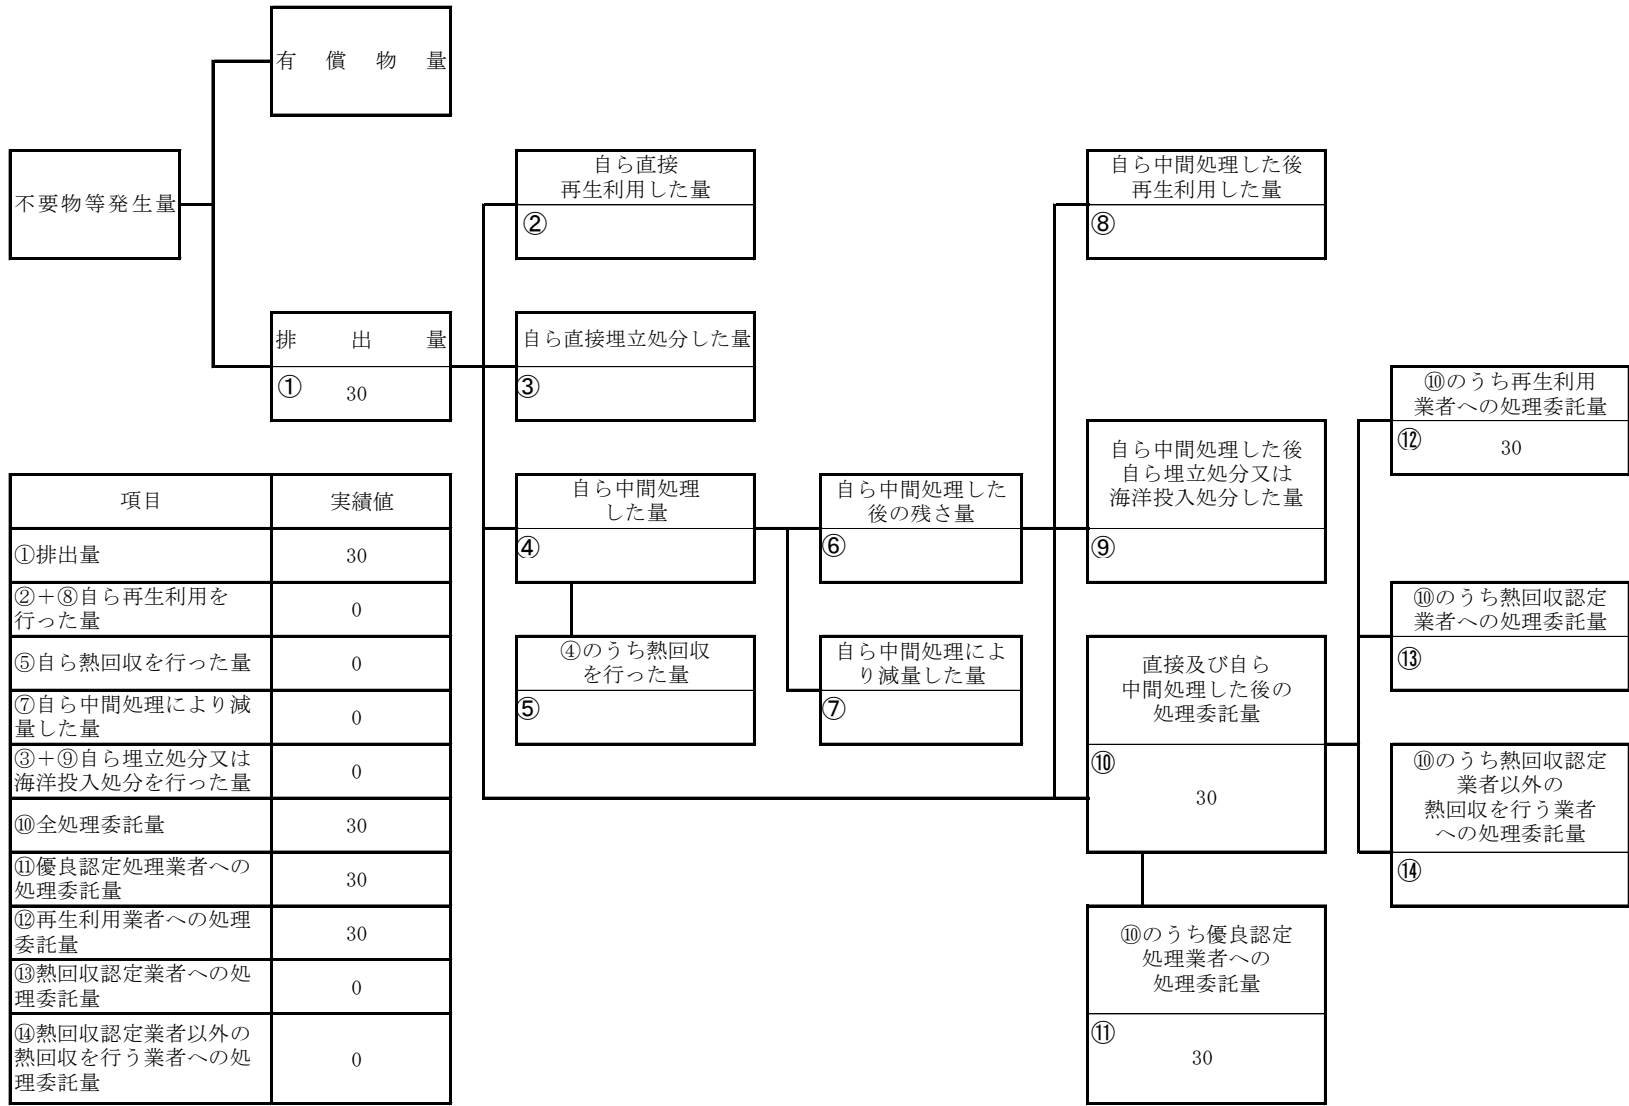 有償物量
不要物等発生量
排出量
① 30
自ら直接
再生利用した量
②
自ら直接埋立処分した量
③
自ら中間処理
した量
④
④のうち熱回収
を行った量
⑤
自ら中間処理した
後の残さ量
⑥
自ら中間処理によ
り減量した量
⑦
自ら中間処理した後
再生利用した量
⑧
自ら中間処理した後
自ら埋立処分又は
海洋投入処分した量
⑨
直接及び自ら
中間処理した後の
処理委託量
⑩
30
⑩のうち優良認定
処理業者への
処理委託量
⑪
30
⑩のうち再生利用
業者への処理委託量
⑫ 30
⑩のうち熱回収認定
業者への処理委託量
⑬
⑩のうち熱回収認定
業者以外の
熱回収を行う業者
への処理委託量
⑭
項目 実績値
①排出量 30
②+⑧自ら再生利用を
行った量 0
⑤自ら熱回収を行った量 0
⑦自ら中間処理により減
量した量 0
③+⑨自ら埋立処分又は
海洋投入処分を行った量 0
⑩全処理委託量 30
⑪優良認定処理業者への
処理委託量 30
⑫再生利用業者への処理
委託量 30
⑬熱回収認定業者への処
理委託量 0
⑭熱回収認定業者以外の
熱回収を行う業者への処
理委託量 0